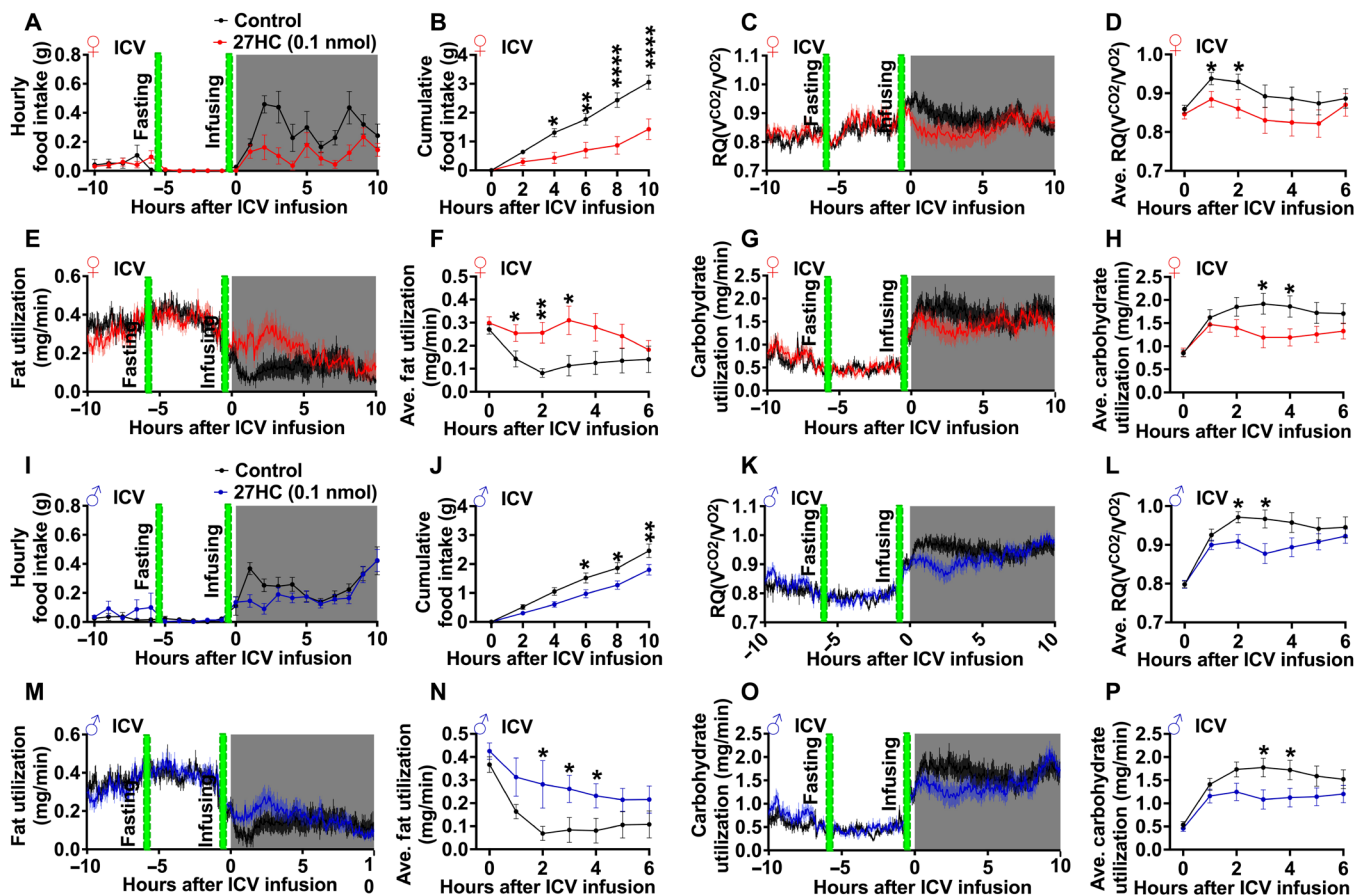 A
♀ ICV
Control
27HC (0.1 nmol)
Hourly
food intake (g)
0.8
0.6
0.4
0.2
0.0
Fasting
Infusing
−10 −5 0 5 10
Hours after ICV infusion
B
♀ ICV
Cumulative
food intake (g)
4
3
2
1
0
* ** **** ****
0 2 4 6 8 10
Hours after ICV infusion
C
♀ ICV
RQ(VCO2/VO2)
1.1
1.0
0.9
0.8
0.7
Fasting
Infusing
−10 −5 0 5 10
Hours after ICV infusion
D
♀ ICV
Ave. RQ(VCO2/VO2)
1.0
0.9
0.8
0.7
* *
0 2 4 6
Hours after ICV infusion
E
♀ ICV
Fat utilization
(mg/min)
0.6
0.4
0.2
0.0
Fasting
Infusing
−10 −5 0 5 10
Hours after ICV infusion
F
♀ ICV
Ave. fat utilization
(mg/min)
0.5
0.4
0.3
0.2
0.1
0.0
* ** *
0 2 4 6
Hours after ICV infusion
G
♀ ICV
Carbohydrate
utilization (mg/min)
2.5
2.0
1.5
1.0
0.5
0.0
Fasting
Infusing
−10 −5 0 5 10
Hours after ICV infusion
H
♀ ICV
Ave. carbohydrate
utilization (mg/min)
2.5
2.0
1.5
1.0
0.5
0.0
* *
0 2 4 6
Hours after ICV infusion
I
♂ ICV
Control
27HC (0.1 nmol)
Hourly
food intake (g)
0.8
0.6
0.4
0.2
0.0
Fasting
Infusing
−10 −5 0 5 10
Hours after ICV infusion
J
♂ ICV
Cumulative
food intake (g)
4
3
2
1
0
* * **
0 2 4 6 8 10
Hours after ICV infusion
K
♂ ICV
RQ(VCO2/VO2)
1.1
1.0
0.9
0.8
0.7
Fasting
Infusing
−10 −5 0 5 10
Hours after ICV infusion
L
♂ ICV
Ave. RQ(VCO2/VO2)
1.0
0.9
0.8
0.7
* *
0 2 4 6
Hours after ICV infusion
M
♂ ICV
Fat utilization
(mg/min)
0.6
0.4
0.2
0.0
Fasting
Infusing
−10 −5 0 5 1
0
Hours after ICV infusion
N
♂ ICV
Ave. fat utilization
(mg/min)
0.5
0.4
0.3
0.2
0.1
0.0
* * *
0 2 4 6
Hours after ICV infusion
O
♂ ICV
Carbohydrate
utilization (mg/min)
2.5
2.0
1.5
1.0
0.5
0.0
Fasting
Infusing
−10 −5 0 5 10
Hours after ICV infusion
P
♂ ICV
Ave. carbohydrate
utilization (mg/min)
2.5
2.0
1.5
1.0
0.5
0.0
* *
0 2 4 6
Hours after ICV infusion